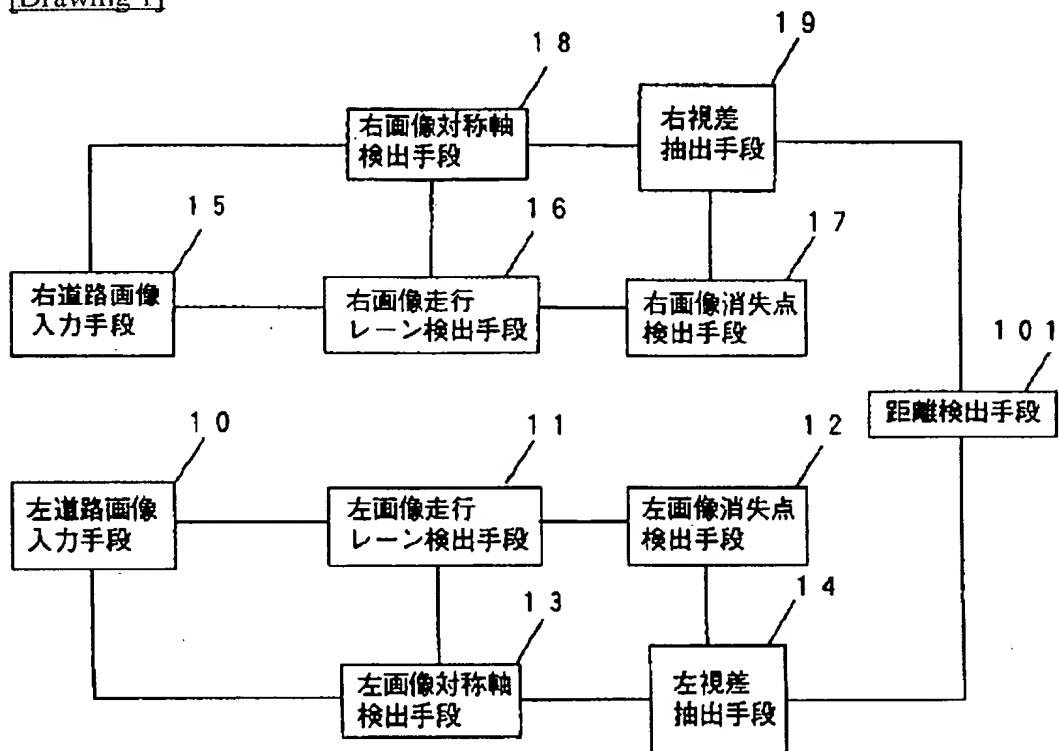 [Drawing 1]
19
18
右画像対称軸
検出手段
右視差
抽出手段
15
16
17
右道路画像
入力手段
右画像走行
レーン検出手段
右画像消失点
検出手段
101
距離検出手段
10
11
12
左道路画像
入力手段
左画像走行
レーン検出手段
左画像消失点
検出手段
13
14
左画像対称軸
検出手段
左視差
抽出手段